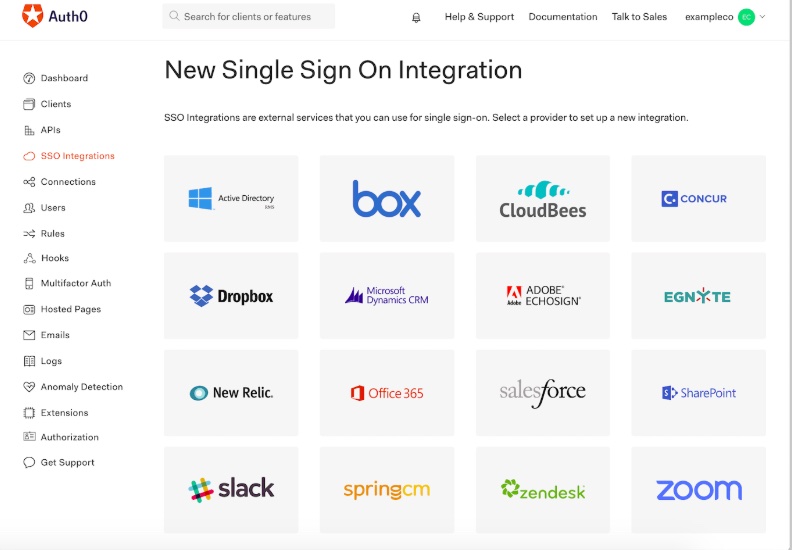 Auth0
Search for clients or features
Help & Support
Documentation
Talk to Sales
exampleco
EC
Dashboard
Clients
APIs
SSO Integrations
Connections
Users
Rules
Hooks
Multifactor Auth
Hosted Pages
Emails
Logs
Anomaly Detection
Extensions
Authorization
Get Support
New Single Sign On Integration
SSO Integrations are external services that you can use for single sign-on. Select a provider to set up a new integration.
Active Directory
box
CloudBees
C.
CONCUR
Dropbox
Microsoft
Dynamics CRM
Adobe
ADOBE®
ECHOSIGN®
EGNYTE
New Relic.
Office 365
salesforce
S
SharePoint
slack
springcm
zendesk
zoom